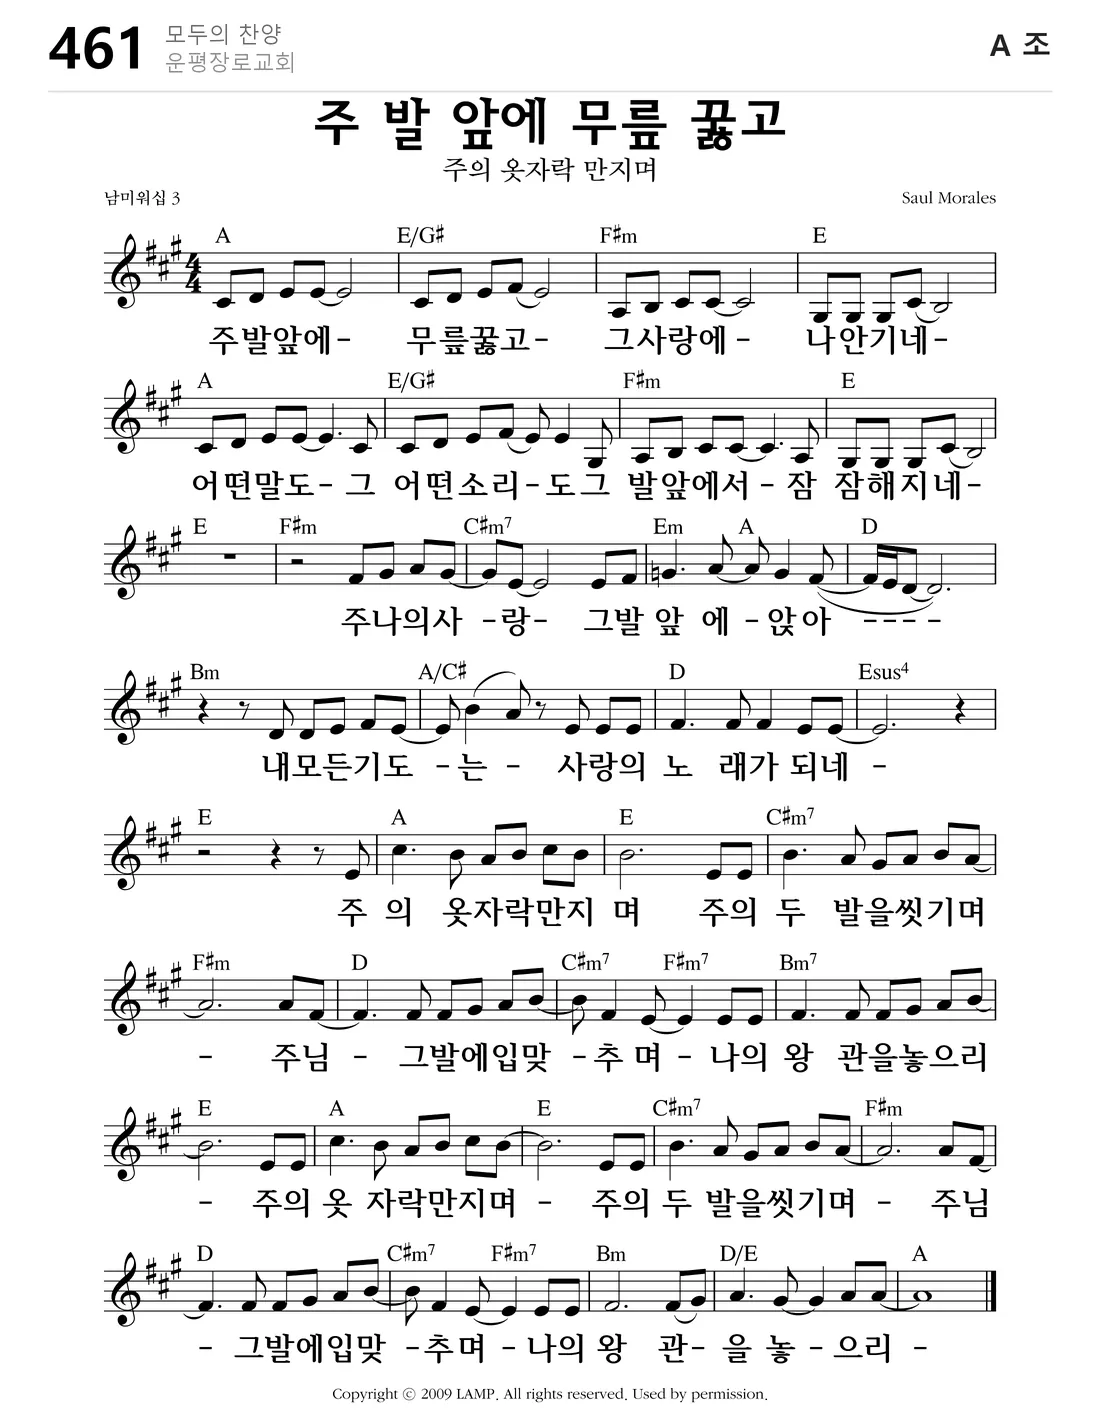 461
모두의 찬양
운평장로교회
A 조
주 발 앞에 무릎 꿇고
주의 옷자락 만지며
남미워십 3
Saul Morales
A E/G♯ F♯m E
4/4
주발앞에- 무릎꿇고- 그사랑에 - 나안기네-
A E/G♯ F♯m E
어떤말도- 그 어떤소리-도그 발앞에서-잠 잠해지네-
E F♯m C♯m7 Em A D
주나의사 -랑- 그발 앞 에 -앉아 ----
Bm A/C♯ D Esus4
내모든기도 -는 - 사랑의 노 래가 되네 -
E A E C♯m7
주 의 옷자락만지 며 주의 두 발을씻기며
F♯m D C♯m7 F♯m7 Bm7
- 주님 - 그발에입맞 -추 며 - 나의 왕 관을놓으리
E A E C♯m7 F♯m
- 주의 옷 자락만지며 - 주의 두 발을씻기며 - 주님
D C♯m7 F♯m7 Bm D/E A
- 그발에입맞 -추며 -나의 왕 관- 을 놓 -으리 -
Copyright ⓒ 2009 LAMP. All rights reserved. Used by permission.